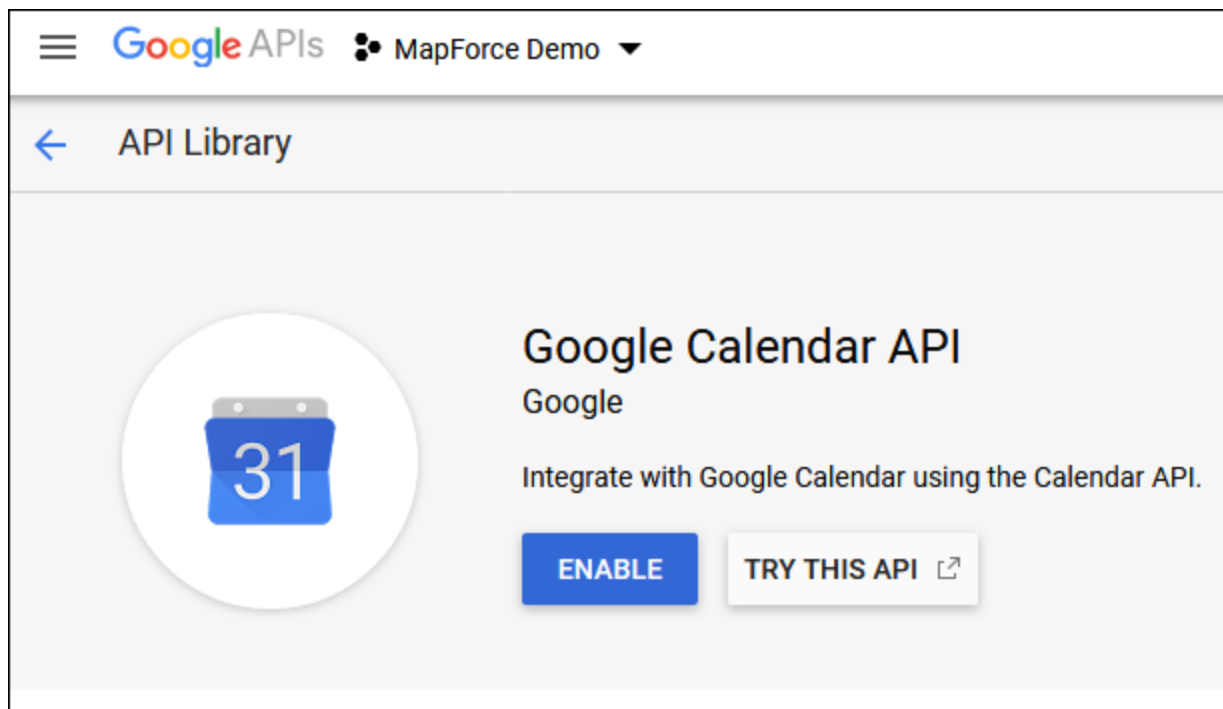 Google APIs MapForce Demo
API Library
Google Calendar API
Google
31
Integrate with Google Calendar using the Calendar API.
ENABLE TRY THIS API